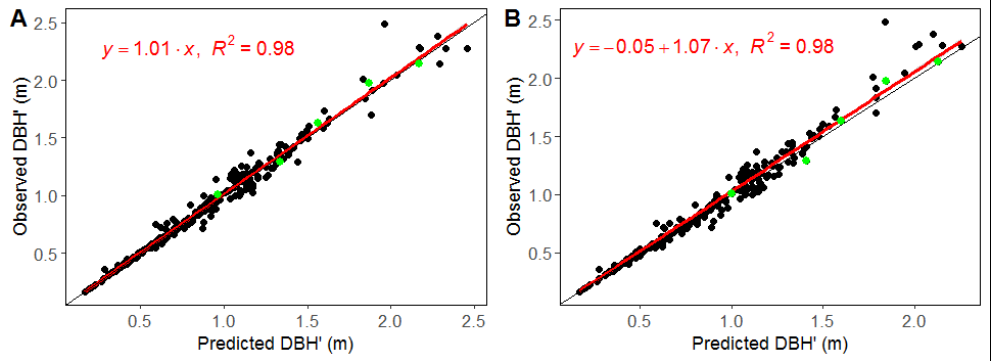 A
y = 1.01 · x, R² = 0.98
2.5
2.0
1.5
1.0
0.5
Observed DBH' (m)
0.5 1.0 1.5 2.0 2.5
Predicted DBH' (m)
B
y = −0.05 + 1.07 · x, R² = 0.98
2.5
2.0
1.5
1.0
0.5
Observed DBH' (m)
0.5 1.0 1.5 2.0
Predicted DBH' (m)